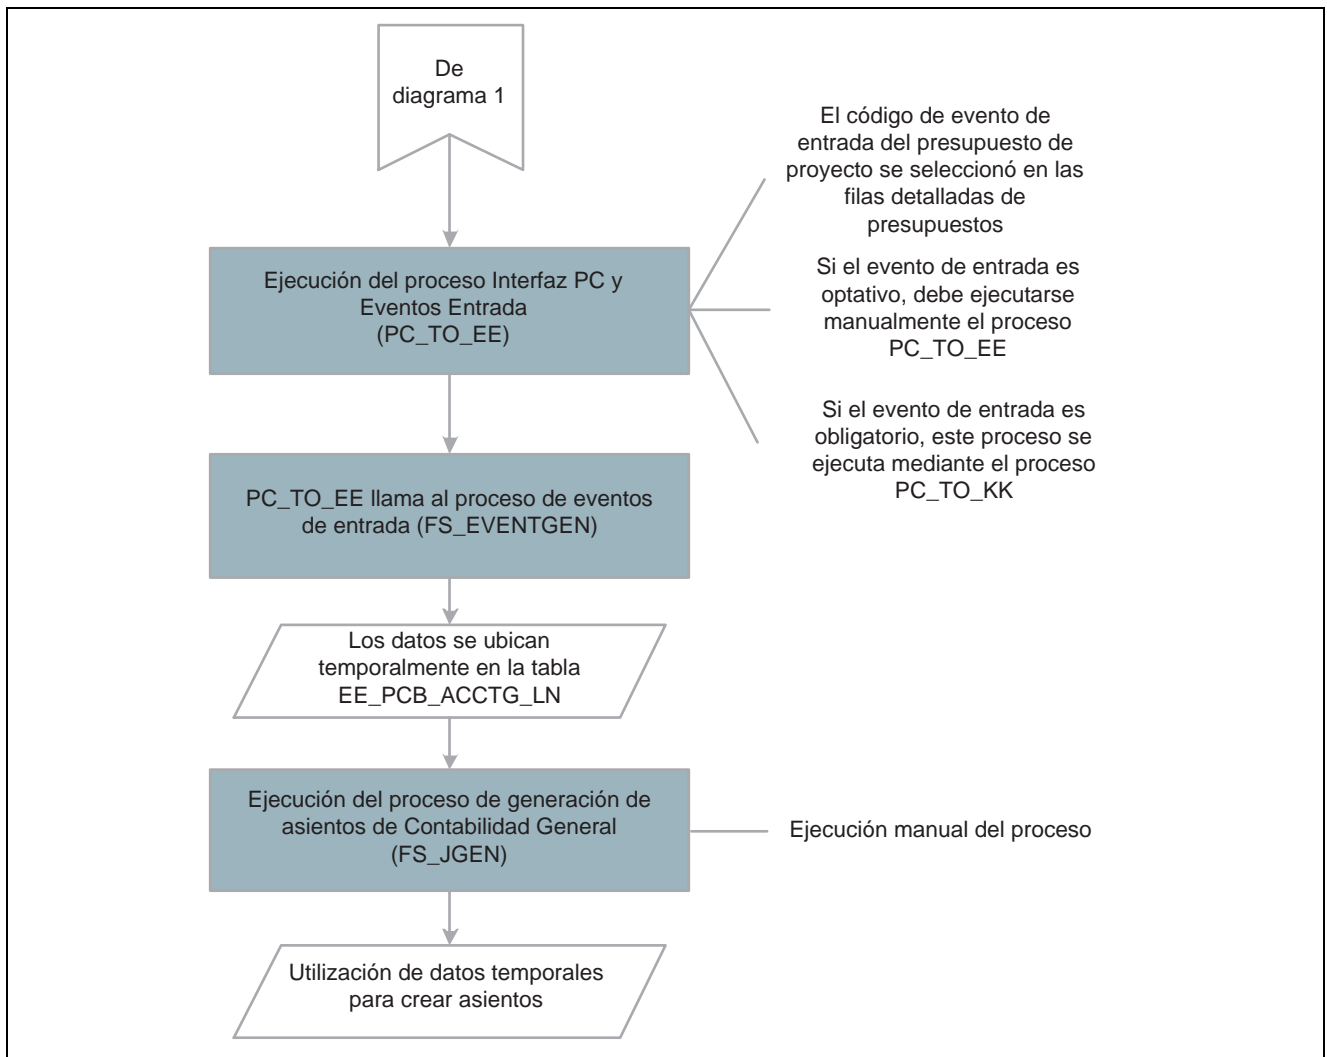 De
diagrama 1
El código de evento de
entrada del presupuesto de
proyecto se seleccionó en las
filas detalladas de
presupuestos
Ejecución del proceso Interfaz PC y
Eventos Entrada
(PC_TO_EE)
Si el evento de entrada es
optativo, debe ejecutarse
manualmente el proceso
PC_TO_EE
Si el evento de entrada es
obligatorio, este proceso se
ejecuta mediante el proceso
PC_TO_KK
PC_TO_EE llama al proceso de eventos
de entrada (FS_EVENTGEN)
Los datos se ubican
temporalmente en la tabla
EE_PCB_ACCTG_LN
Ejecución del proceso de generación de
asientos de Contabilidad General
(FS_JGEN)
Ejecución manual del proceso
Utilización de datos temporales
para crear asientos